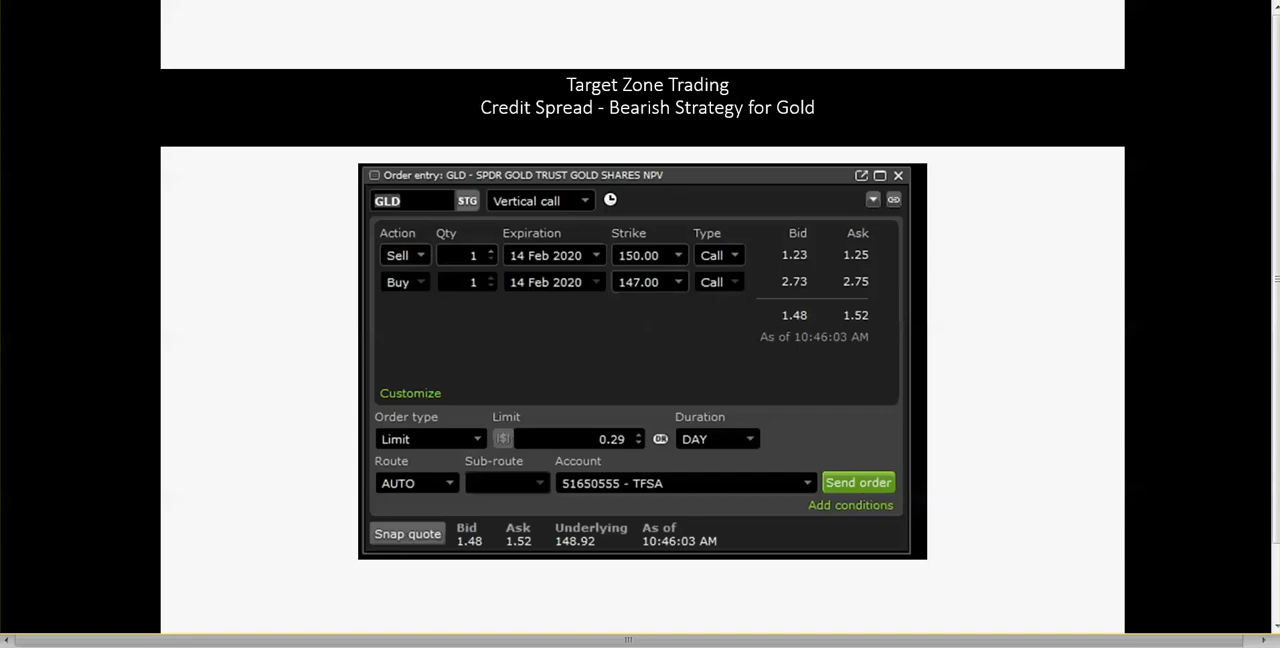 Target Zone Trading
Credit Spread - Bearish Strategy for Gold
Order entry: GLD - SPDR GOLD TRUST GOLD SHARES NPV
GLD STG Vertical call
Action Qty Expiration Strike Type Bid Ask
Sell 1 14 Feb 2020 150.00 Call 1.23 1.25
Buy 1 14 Feb 2020 147.00 Call 2.73 2.75
1.48 1.52
As of 10:46:03 AM
Customize
Order type Limit Duration
Limit |$| 0.29 OR DAY
Route Sub-route Account
AUTO 51650555 - TFSA Send order
Add conditions
Snap quote Bid Ask Underlying As of
1.48 1.52 148.92 10:46:03 AM